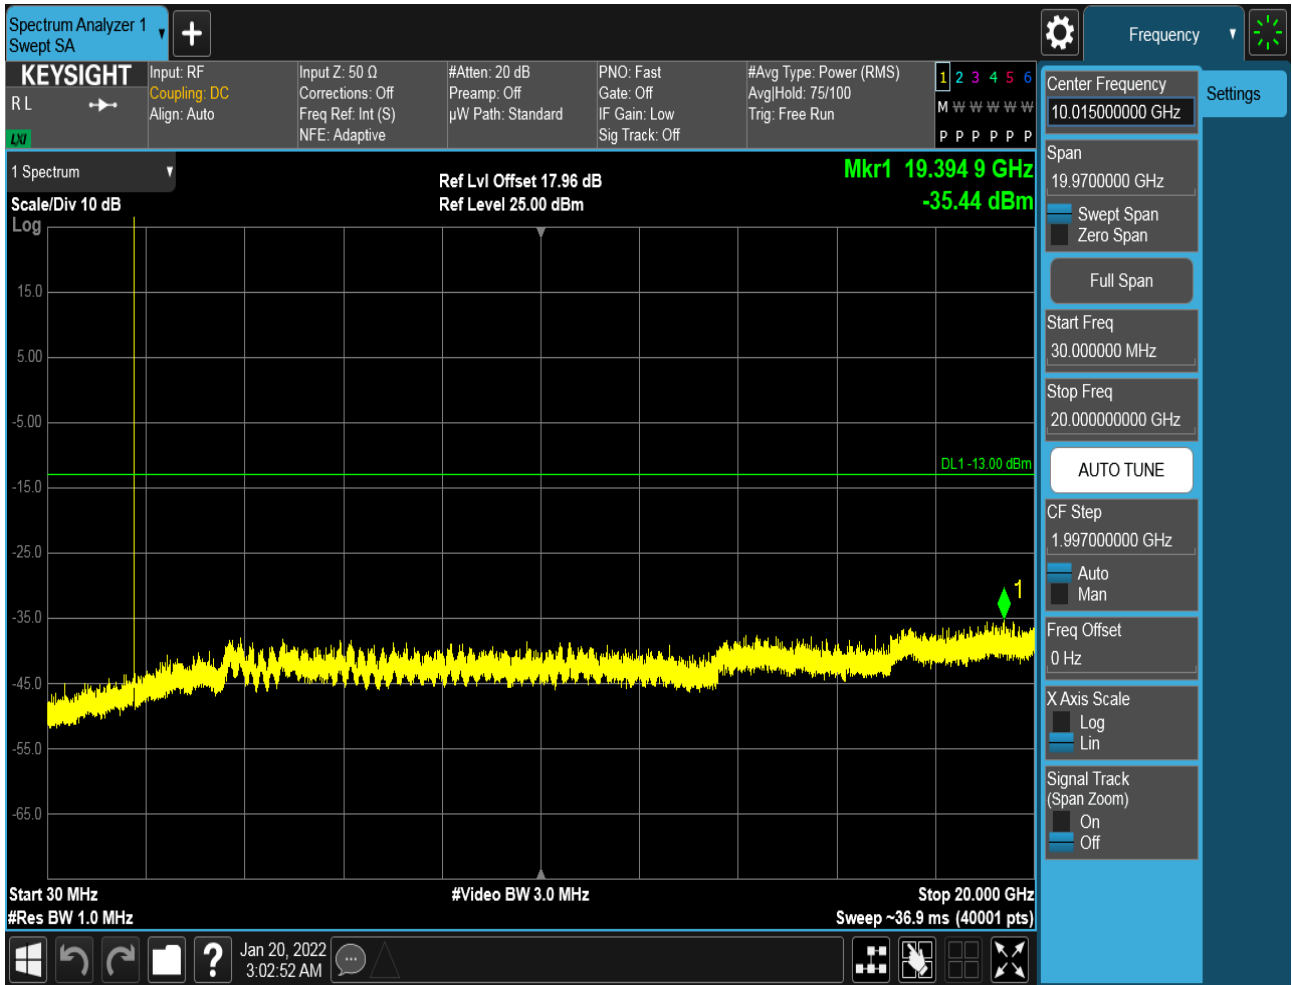 Spectrum Analyzer 1
Swept SA
Frequency
KEYSIGHT
R L
LXI
Input: RF
Coupling: DC
Align: Auto
Input Z: 50 Ω
Corrections: Off
Freq Ref: Int (S)
NFE: Adaptive
#Atten: 20 dB
Preamp: Off
µW Path: Standard
PNO: Fast
Gate: Off
IF Gain: Low
Sig Track: Off
#Avg Type: Power (RMS)
Avg|Hold: 75/100
Trig: Free Run
1 2 3 4 5 6
M W W W W W
P P P P P P
1 Spectrum
Scale/Div 10 dB
Log
Ref Lvl Offset 17.96 dB
Ref Level 25.00 dBm
Mkr1 19.394 9 GHz
-35.44 dBm
15.0
5.00
-5.00
-15.0
-25.0
-35.0
-45.0
-55.0
-65.0
DL1 -13.00 dBm
1
Start 30 MHz
#Res BW 1.0 MHz
#Video BW 3.0 MHz
Stop 20.000 GHz
Sweep ~36.9 ms (40001 pts)
Center Frequency
10.015000000 GHz
Settings
Span
19.9700000 GHz
Swept Span
Zero Span
Full Span
Start Freq
30.000000 MHz
Stop Freq
20.000000000 GHz
AUTO TUNE
CF Step
1.997000000 GHz
Auto
Man
Freq Offset
0 Hz
X Axis Scale
Log
Lin
Signal Track
(Span Zoom)
On
Off
?
Jan 20, 2022
3:02:52 AM